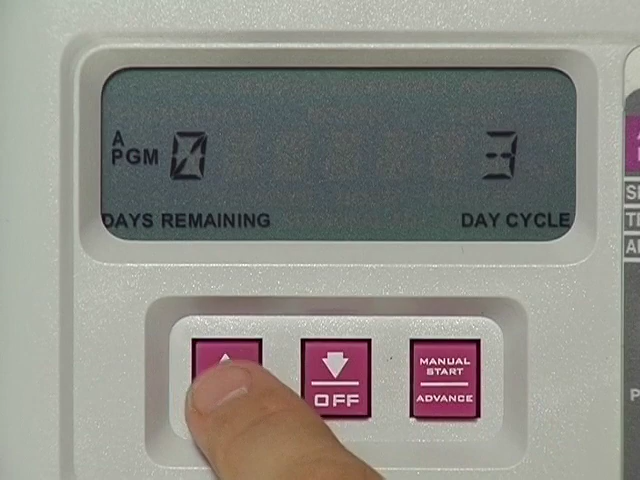 A
PGM 0 3
DAYS REMAINING DAY CYCLE
OFF
MANUAL
START
ADVANCE